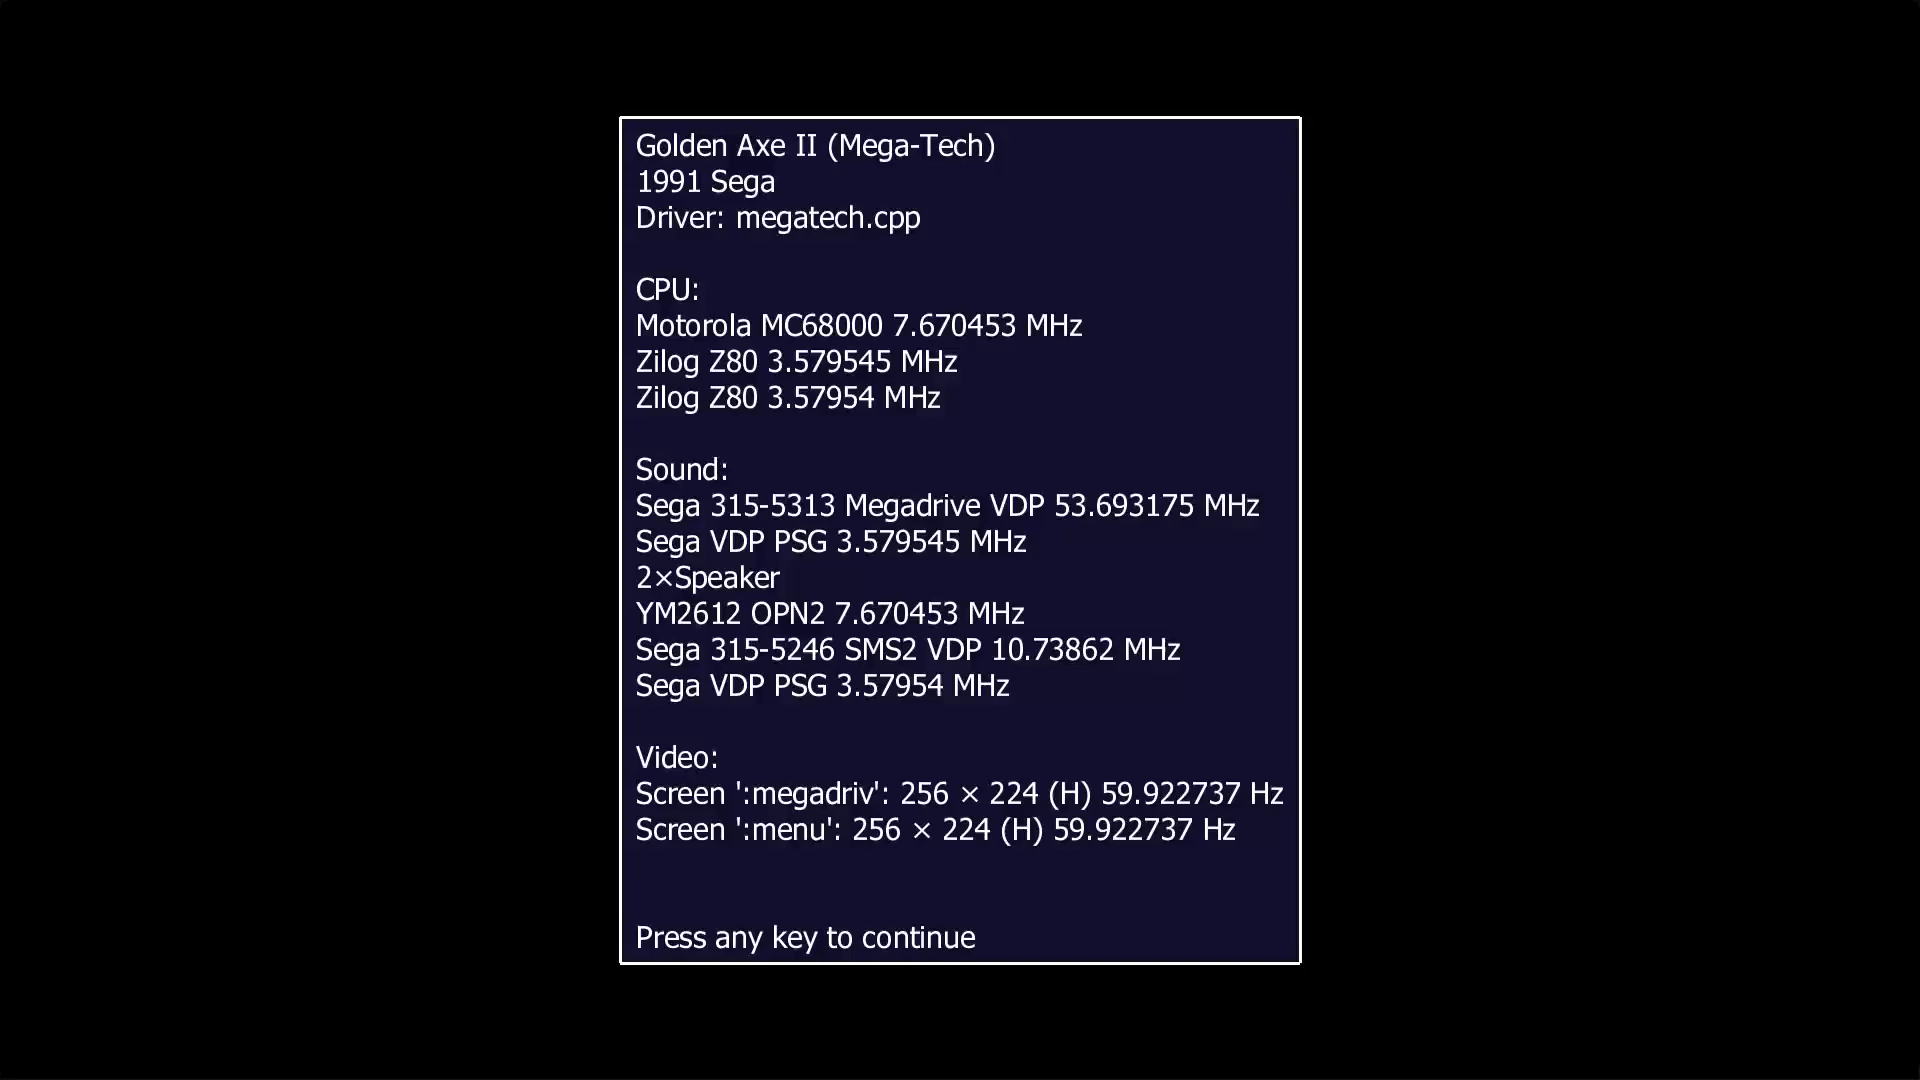 Golden Axe II (Mega-Tech)
1991 Sega
Driver: megatech.cpp
CPU:
Motorola MC68000 7.670453 MHz
Zilog Z80 3.579545 MHz
Zilog Z80 3.57954 MHz
Sound:
Sega 315-5313 Megadrive VDP 53.693175 MHz
Sega VDP PSG 3.579545 MHz
2×Speaker
YM2612 OPN2 7.670453 MHz
Sega 315-5246 SMS2 VDP 10.73862 MHz
Sega VDP PSG 3.57954 MHz
Video:
Screen ':megadriv': 256 × 224 (H) 59.922737 Hz
Screen ':menu': 256 × 224 (H) 59.922737 Hz
Press any key to continue